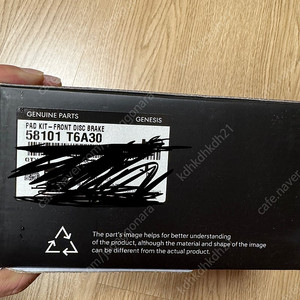 GENUINE PARTS GENESIS
PAD KIT-FRONT DISC BRAKE
58101 T6A30
The part's image helps for better understanding
of the product, although the material and shape of the image
can be different from the actual product.
kdhkdhkdh21
cafe.naver